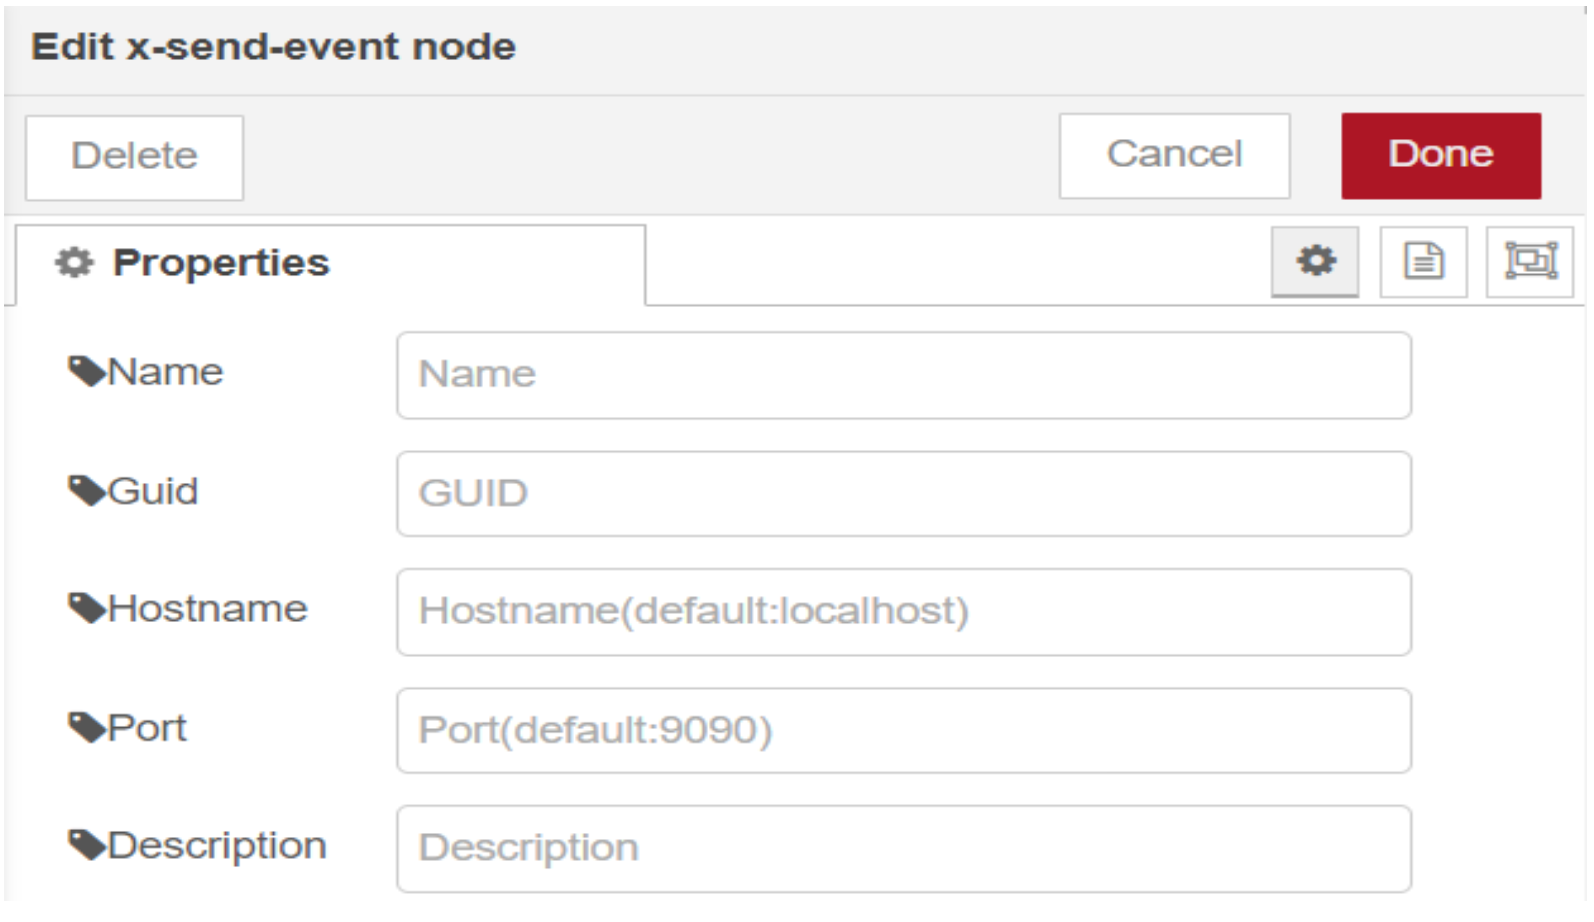 Edit x-send-event node
Delete Cancel Done
Properties
Name Name
Guid GUID
Hostname Hostname(default:localhost)
Port Port(default:9090)
Description Description